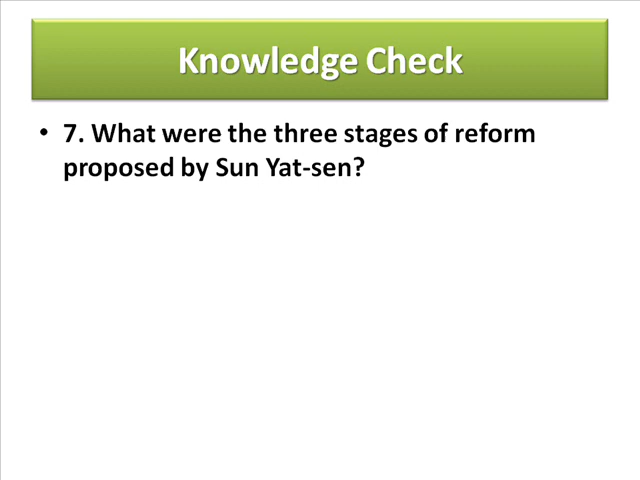 Knowledge Check
• 7. What were the three stages of reform
proposed by Sun Yat-sen?